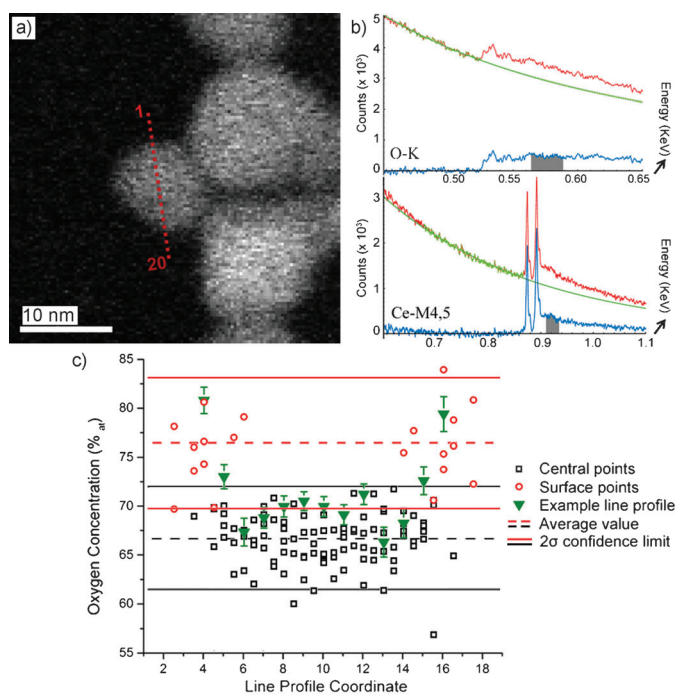 a)
1
20
10 nm
b)
5
4
3
2
1
0
Counts (x 10³)
O-K
0.50 0.55 0.60 0.65
Energy (KeV)
3
2
1
0
Counts (x 10³)
Ce-M4,5
0.6 0.7 0.8 0.9 1.0 1.1
Energy (KeV)
c)
85
80
75
70
65
60
55
Oxygen Concentration (% at)
2 4 6 8 10 12 14 16 18
Line Profile Coordinate
Central points
Surface points
Example line profile
Average value
2σ confidence limit